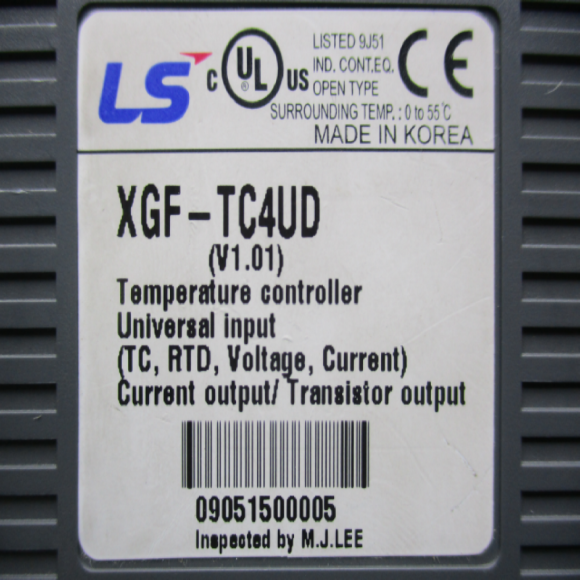 LS
C UL US
®
LISTED 9J51
IND. CONT.EQ.
OPEN TYPE
CE
SURROUNDING TEMP. : 0 to 55℃
MADE IN KOREA
XGF-TC4UD
(V1.01)
Temperature controller
Universal input
(TC, RTD, Voltage, Current)
Current output/ Transistor output
09051500005
Inspected by M.J.LEE